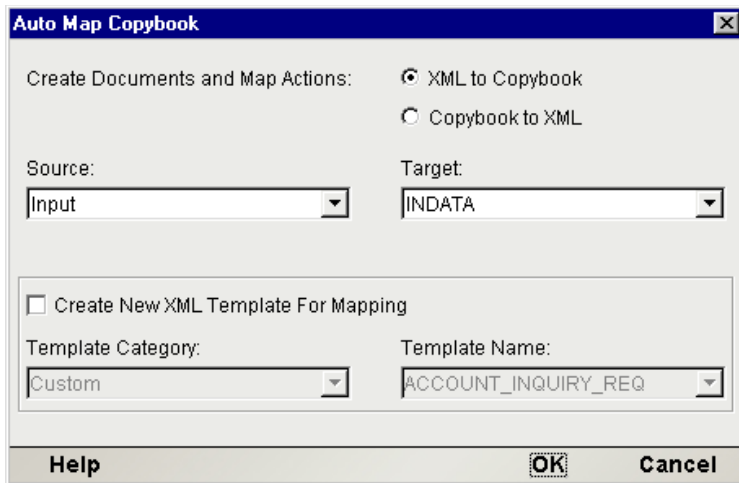 Auto Map Copybook
Create Documents and Map Actions: XML to Copybook
Copybook to XML
Source: Target:
Input INDATA
Create New XML Template For Mapping
Template Category: Template Name:
Custom ACCOUNT_INQUIRY_REQ
Help OK Cancel